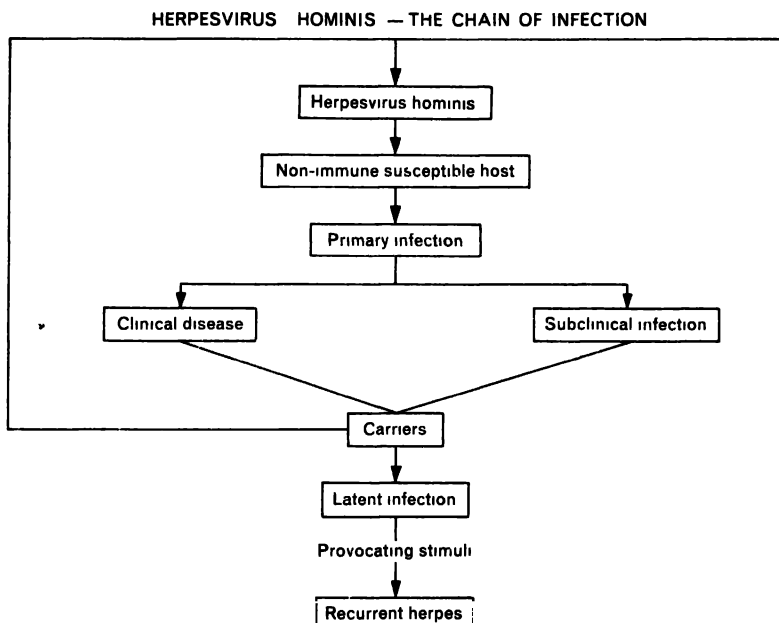 HERPESVIRUS HOMINIS — THE CHAIN OF INFECTION
Herpesvirus hominis
Non-immune susceptible host
Primary infection
Clinical disease
Subclinical infection
Carriers
Latent infection
Provocating stimuli
Recurrent herpes